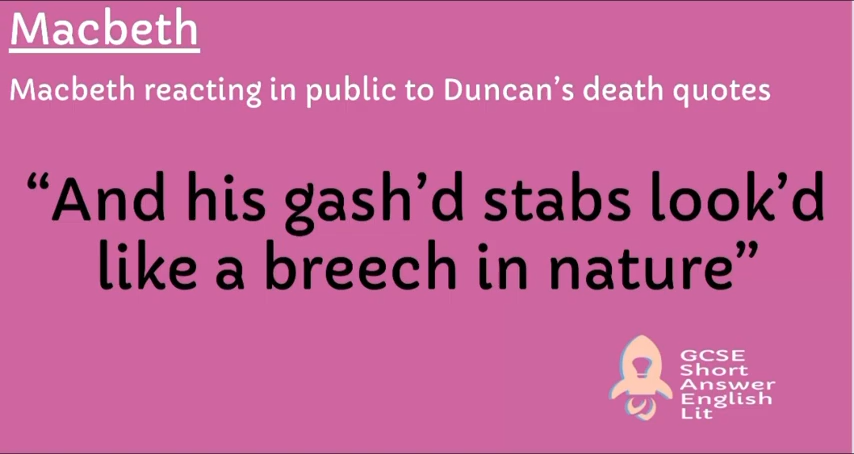 Macbeth
Macbeth reacting in public to Duncan’s death quotes
“And his gash’d stabs look’d
like a breech in nature”
GCSE
Short
Answer
English
Lit